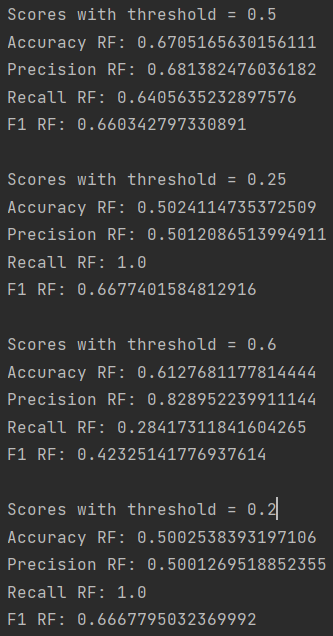 Scores with threshold = 0.5
Accuracy RF: 0.6705165630156111
Precision RF: 0.681382476036182
Recall RF: 0.6405635232897576
F1 RF: 0.660342797330891
Scores with threshold = 0.25
Accuracy RF: 0.5024114735372509
Precision RF: 0.5012086513994911
Recall RF: 1.0
F1 RF: 0.6677401584812916
Scores with threshold = 0.6
Accuracy RF: 0.6127681177814444
Precision RF: 0.828952239911144
Recall RF: 0.28417311841604265
F1 RF: 0.42325141776937614
Scores with threshold = 0.2
Accuracy RF: 0.5002538393197106
Precision RF: 0.5001269518852355
Recall RF: 1.0
F1 RF: 0.6667795032369992